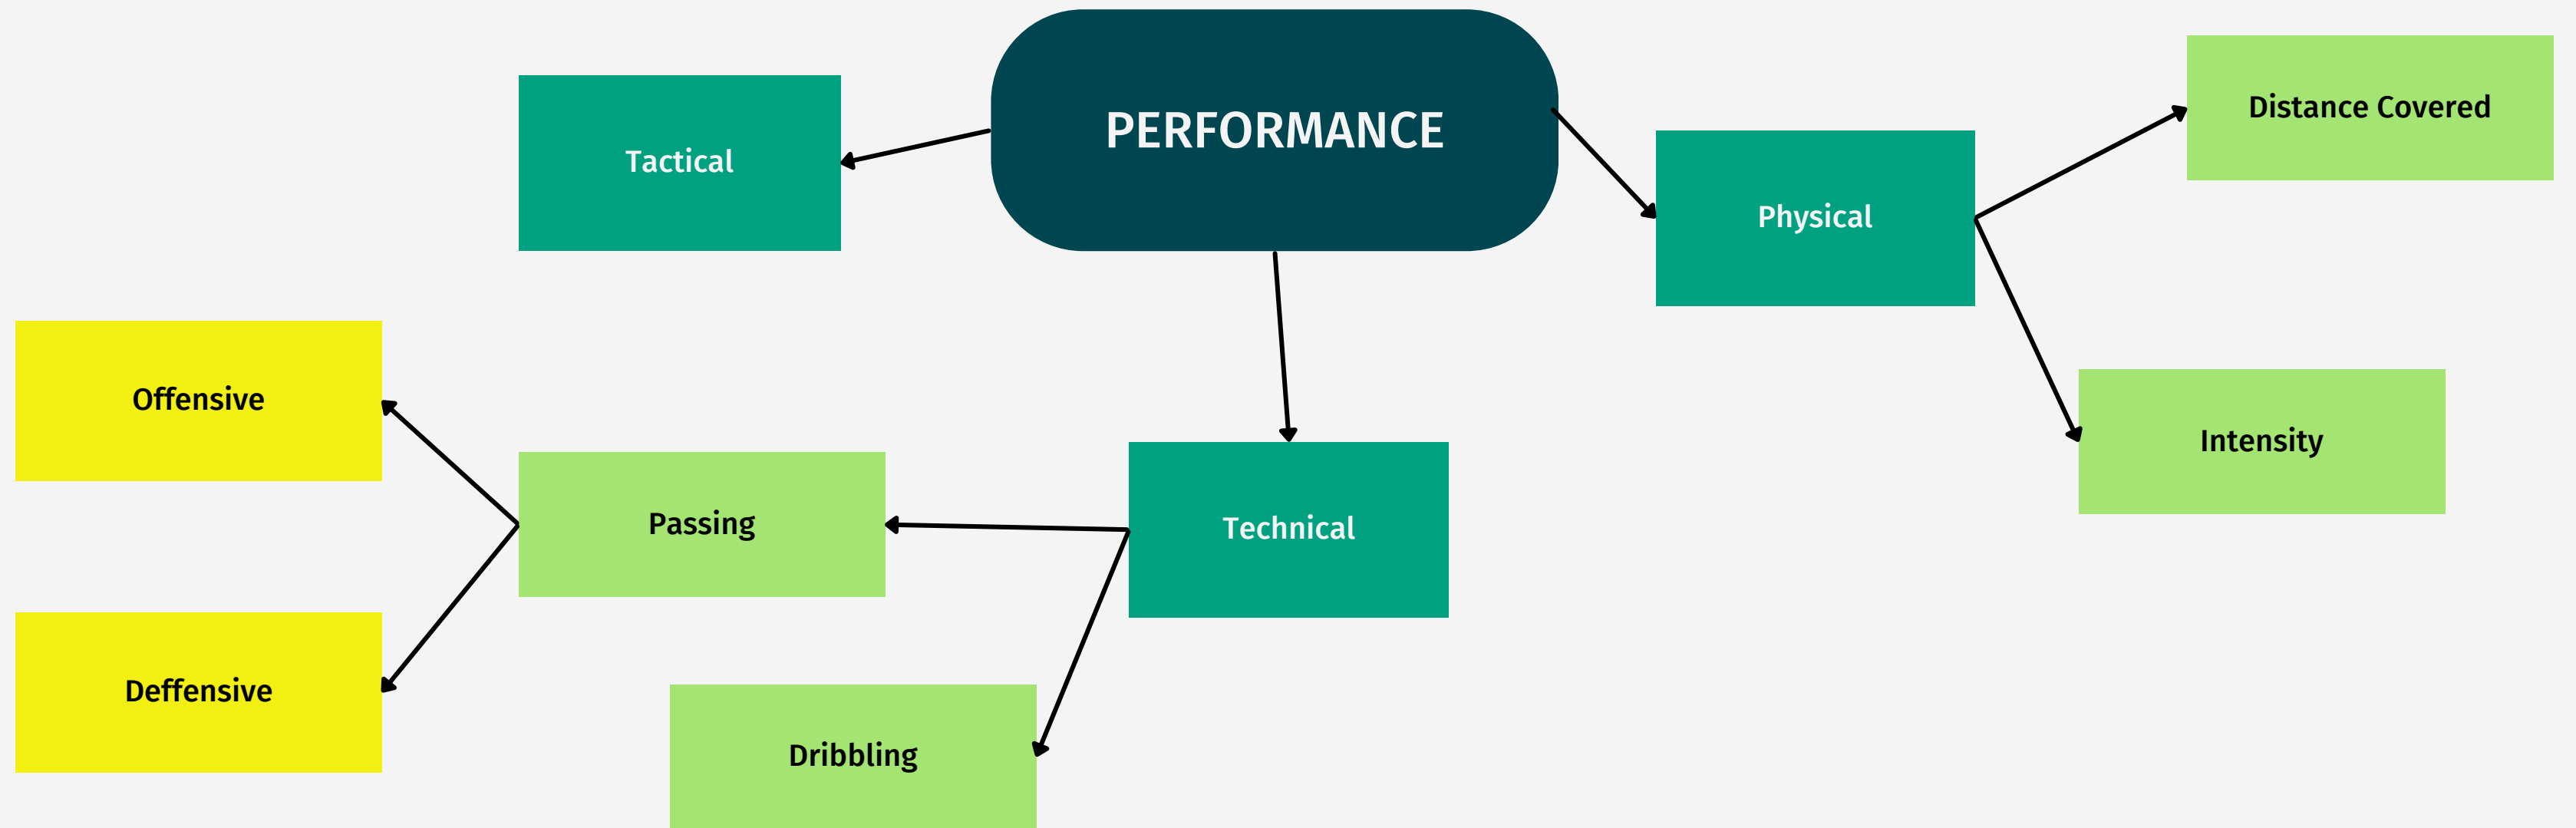 PERFORMANCE
Tactical
Physical
Distance Covered
Intensity
Technical
Passing
Offensive
Deffensive
Dribbling